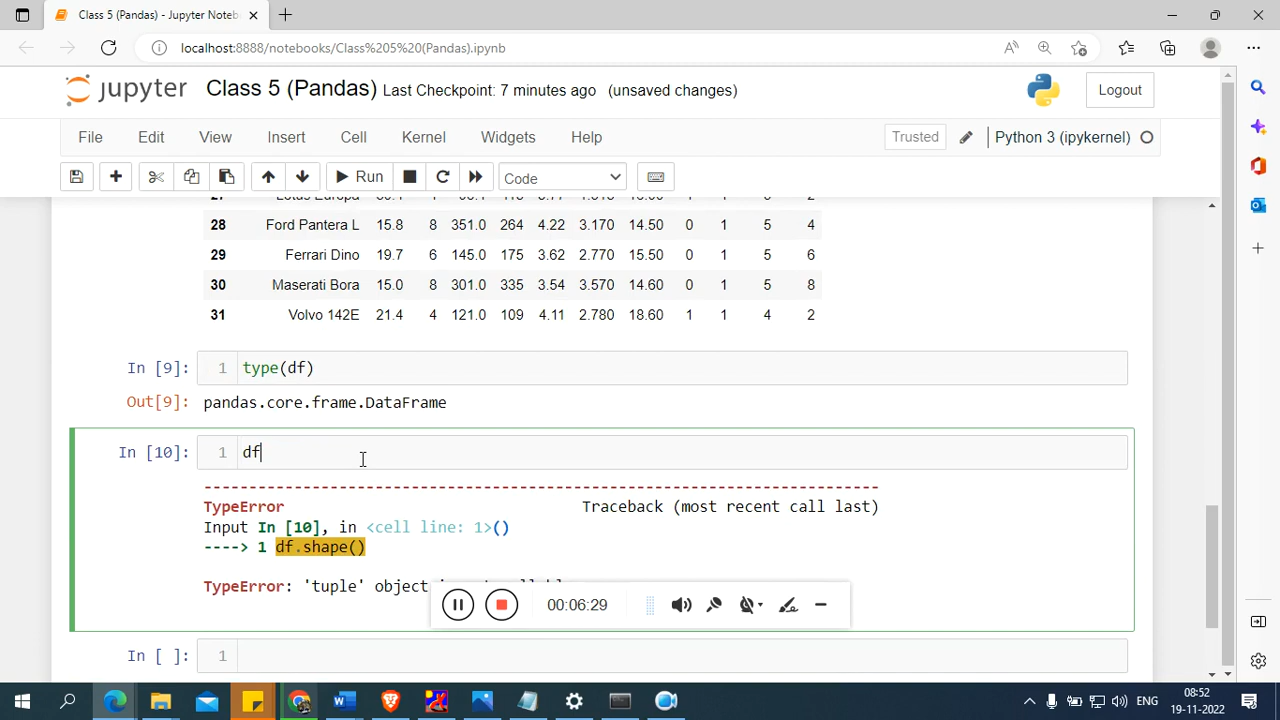 Class 5 (Pandas) - Jupyter Noteb
localhost:8888/notebooks/Class%205%20(Pandas).ipynb
jupyter Class 5 (Pandas) Last Checkpoint: 7 minutes ago (unsaved changes)
Logout
File Edit View Insert Cell Kernel Widgets Help
Trusted Python 3 (ipykernel)
Run Code
28 Ford Pantera L 15.8 8 351.0 264 4.22 3.170 14.50 0 1 5 4
29 Ferrari Dino 19.7 6 145.0 175 3.62 2.770 15.50 0 1 5 6
30 Maserati Bora 15.0 8 301.0 335 3.54 3.570 14.60 0 1 5 8
31 Volvo 142E 21.4 4 121.0 109 4.11 2.780 18.60 1 1 4 2
In [9]: 1 type(df)
Out[9]: pandas.core.frame.DataFrame
In [10]: 1 df
---------------------------------------------------------------------------
TypeError Traceback (most recent call last)
Input In [10], in <cell line: 1>()
----> 1 df.shape()
TypeError: 'tuple' object
00:06:29
In [ ]: 1
ENG
08:52
19-11-2022